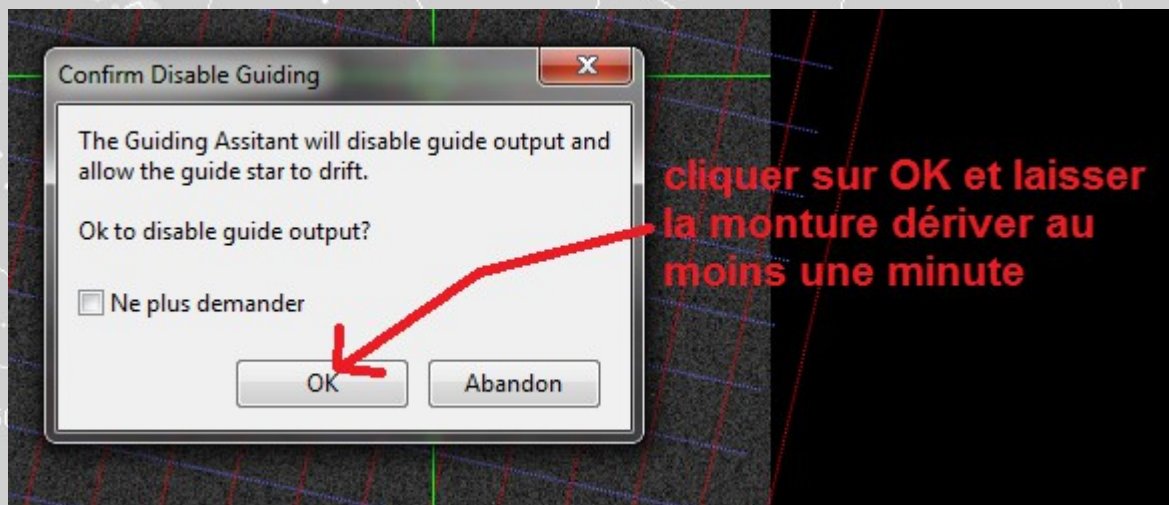 Confirm Disable Guiding
The Guiding Assitant will disable guide output and
allow the guide star to drift.
Ok to disable guide output?
Ne plus demander
OK
Abandon
cliquer sur OK et laisser
la monture dériver au
moins une minute